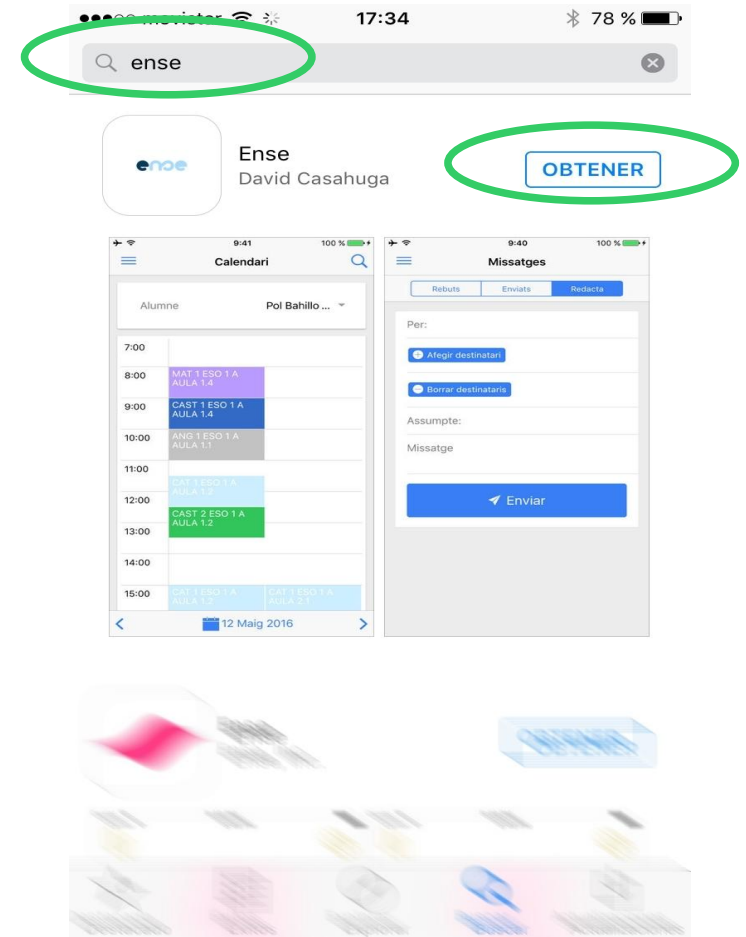 movistar 17:34 78 %
ense
ense
Ense
David Casahuga
OBTENER
9:41 100 %
Calendari
Alumne Pol Bahillo ...
7:00
8:00 MAT 1 ESO 1 A
AULA 1.4
9:00 CAST 1 ESO 1 A
AULA 1.4
10:00 ANG 1 ESO 1 A
AULA 1.1
11:00
CAT 1 ESO 1 A
12:00 AULA 1.2
CAST 2 ESO 1 A
AULA 1.2
13:00
14:00
15:00 CAT 1 ESO 1 A CAT 1 ESO 1 A
AULA 1.2 AULA 2.1
12 Maig 2016
9:40 100 %
Missatges
Rebuts Enviats Redacta
Per:
Afegir destinatari
Borrar destinataris
Assumpte:
Missatge
Enviar